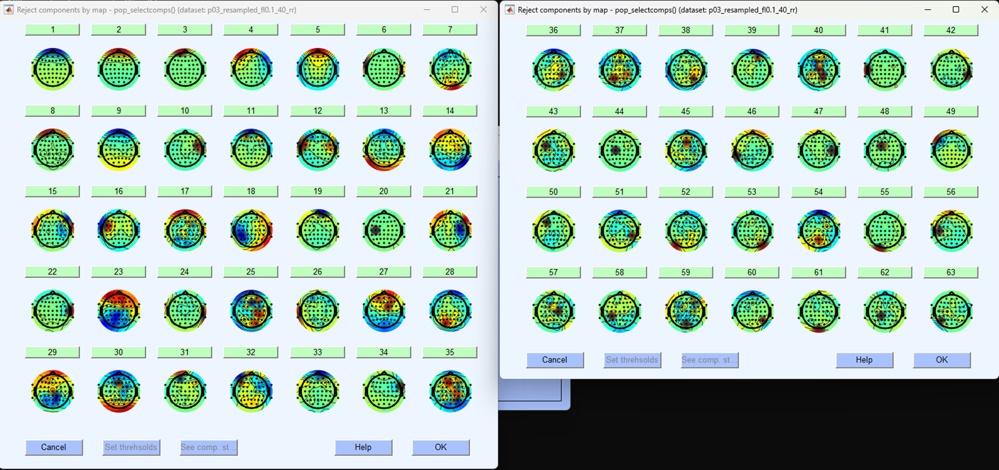 Reject components by map - pop_selectcomps() (dataset: p03_resampled_fl0.1_40_rr)
1 2 3 4 5 6 7
8 9 10 11 12 13 14
15 16 17 18 19 20 21
22 23 24 25 26 27 28
29 30 31 32 33 34 35
Cancel Set threhsolds See comp. st... Help OK
Reject components by map - pop_selectcomps() (dataset: p03_resampled_fl0.1_40_rr)
36 37 38 39 40 41 42
43 44 45 46 47 48 49
50 51 52 53 54 55 56
57 58 59 60 61 62 63
Cancel Set threhsolds See comp. st... Help OK